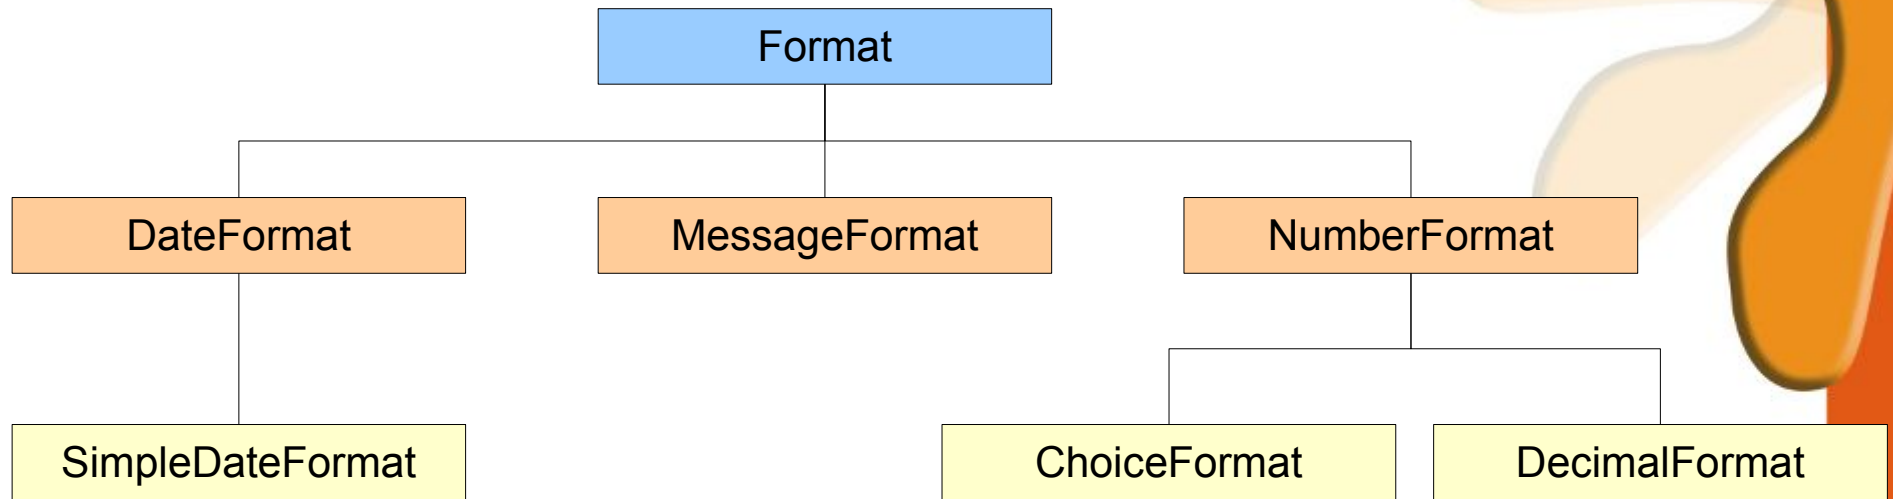 Format
DateFormat
MessageFormat
NumberFormat
SimpleDateFormat
ChoiceFormat
DecimalFormat